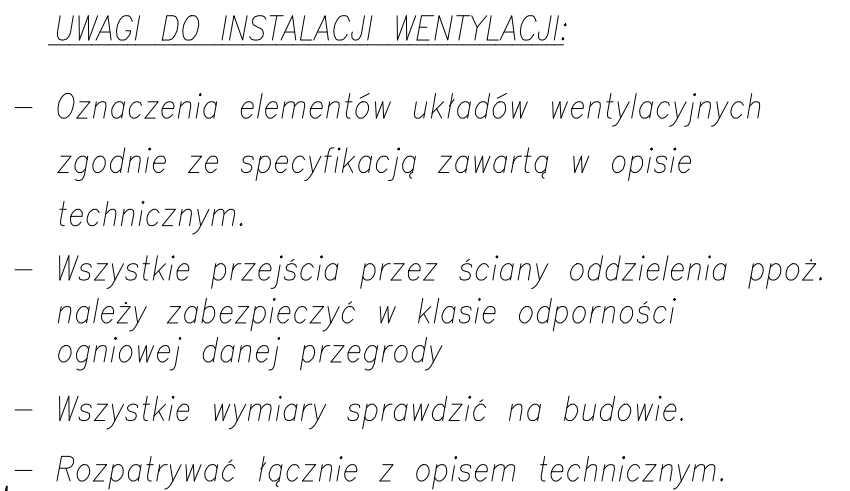 UWAGI DO INSTALACJI WENTYLACJI:
– Oznaczenia elementów układów wentylacyjnych
zgodnie ze specyfikacją zawartą w opisie
technicznym.
– Wszystkie przejścia przez ściany oddzielenia ppoż.
należy zabezpieczyć w klasie odporności
ogniowej danej przegrody
– Wszystkie wymiary sprawdzić na budowie.
– Rozpatrywać łącznie z opisem technicznym.